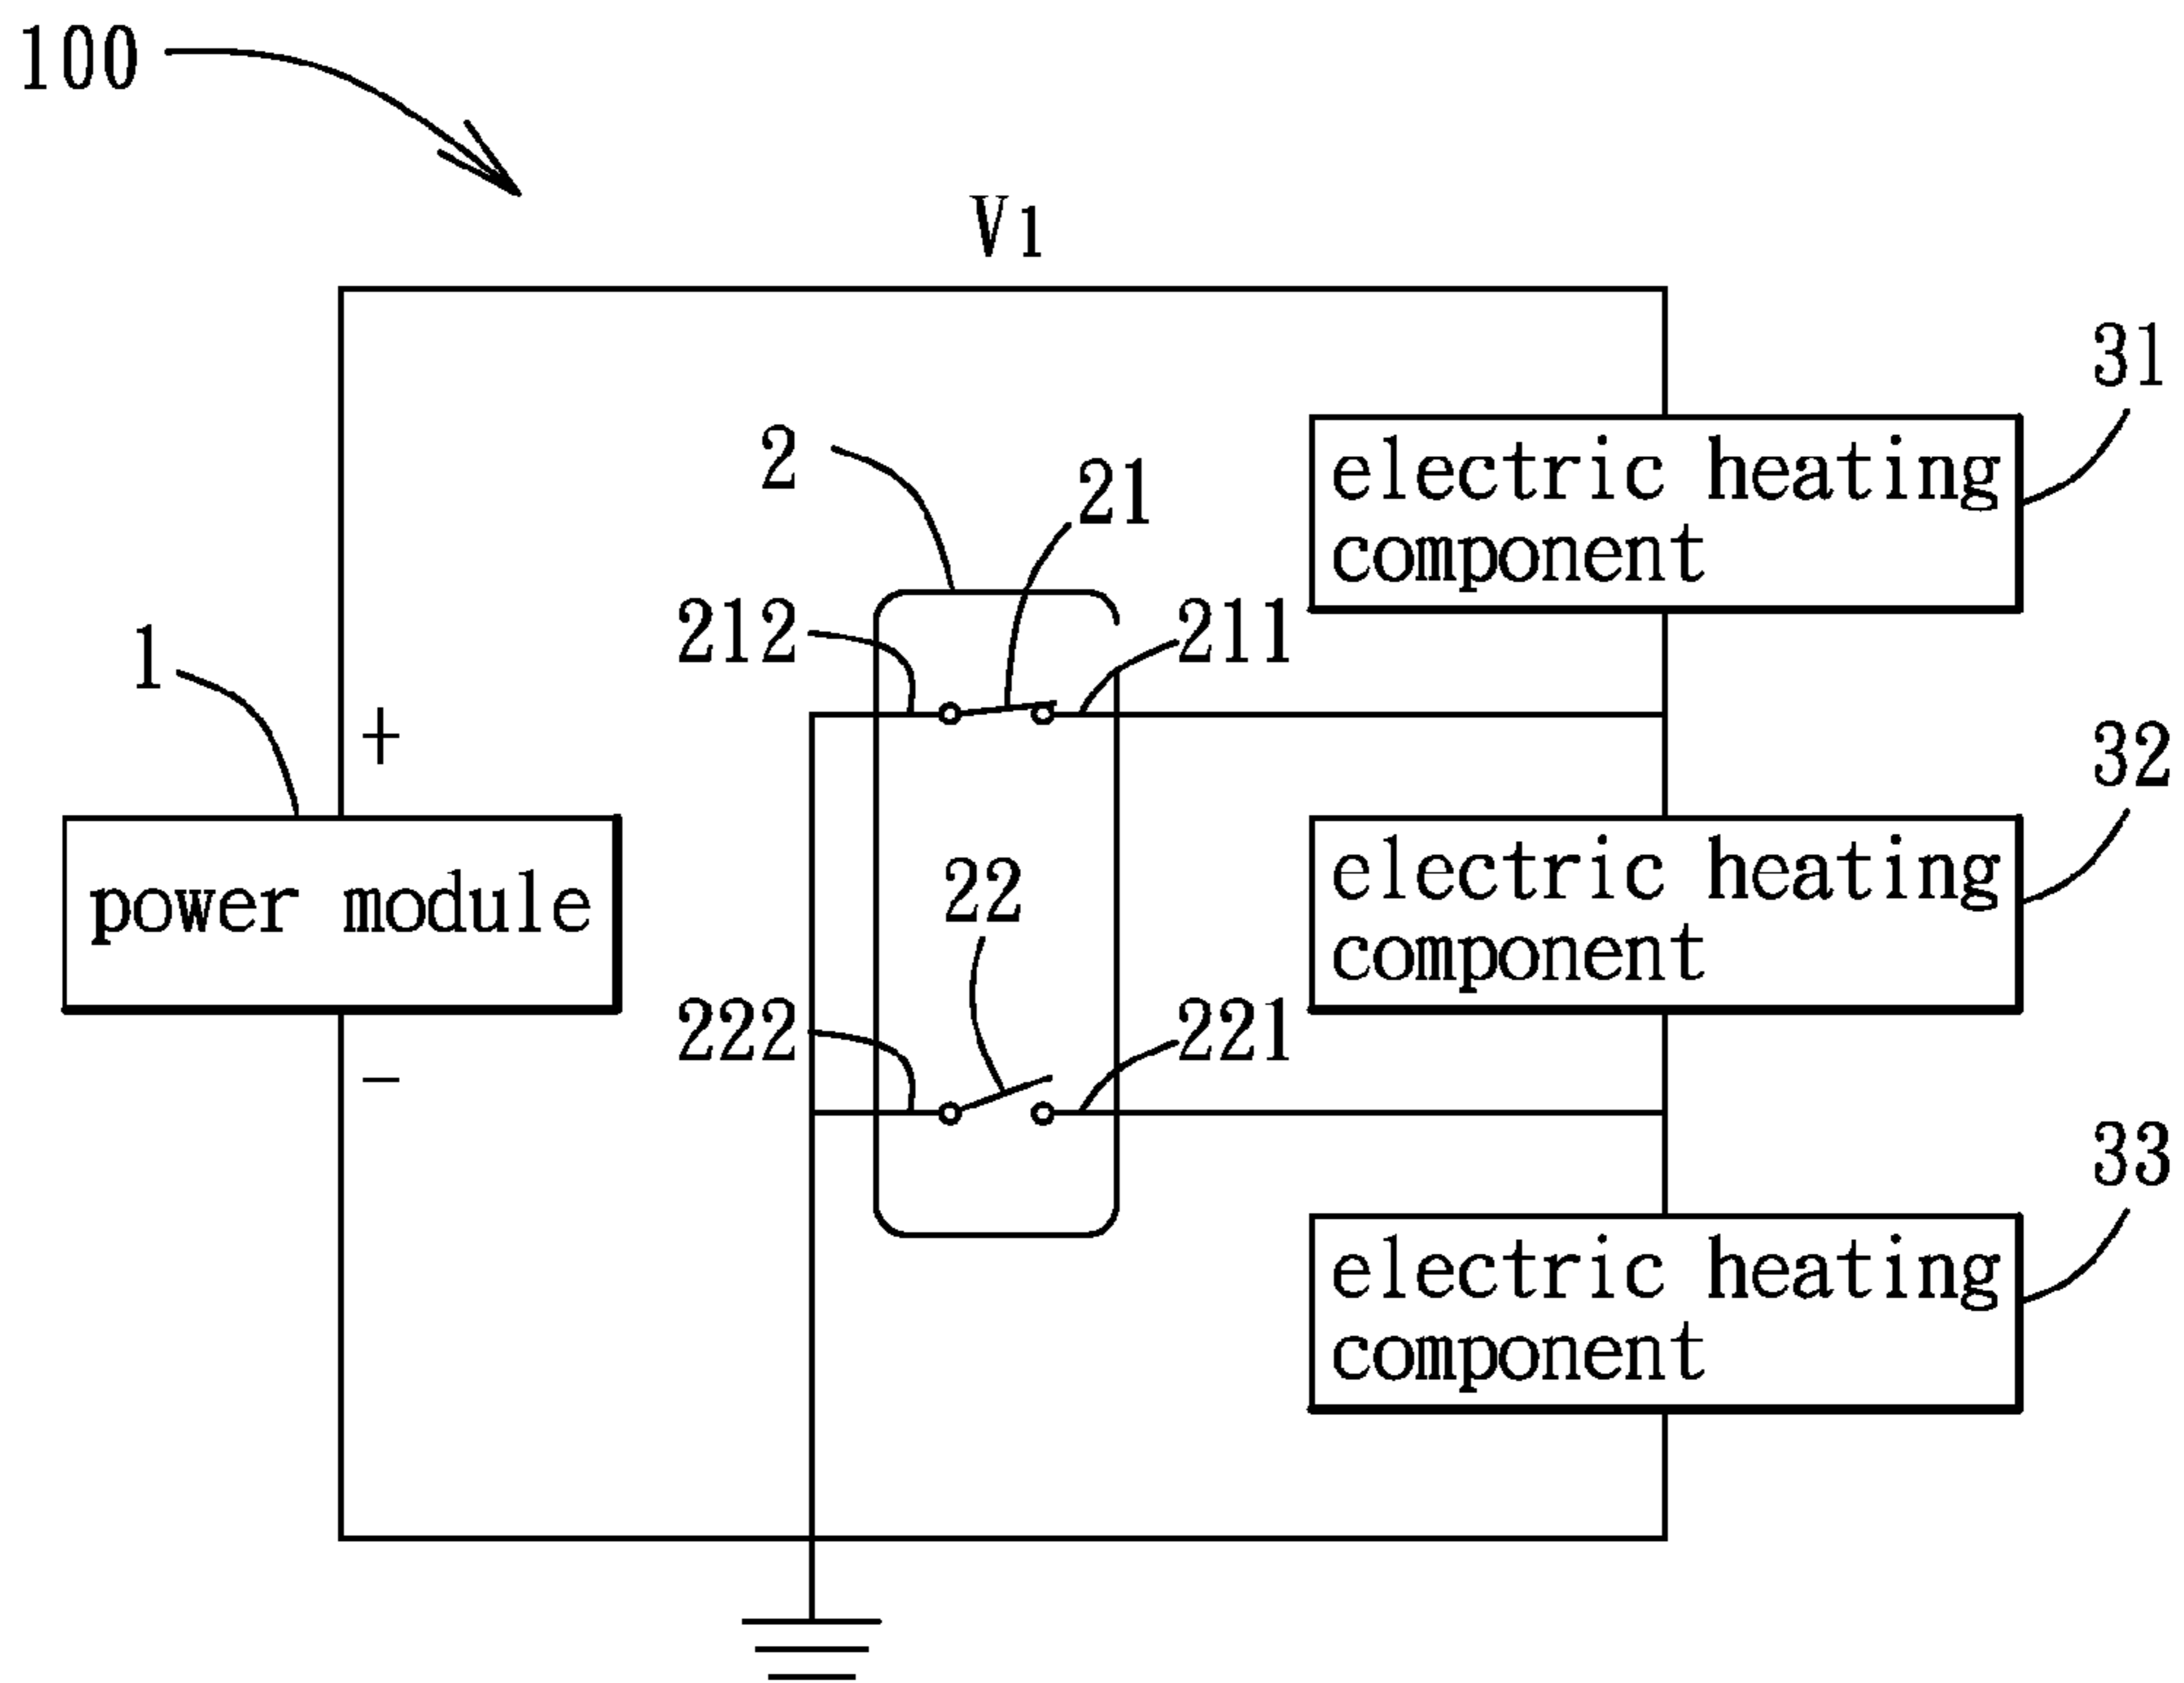 100
V1
31
electric heating
component
2
21
212
211
1
+
power module
−
32
electric heating
component
22
222
221
33
electric heating
component